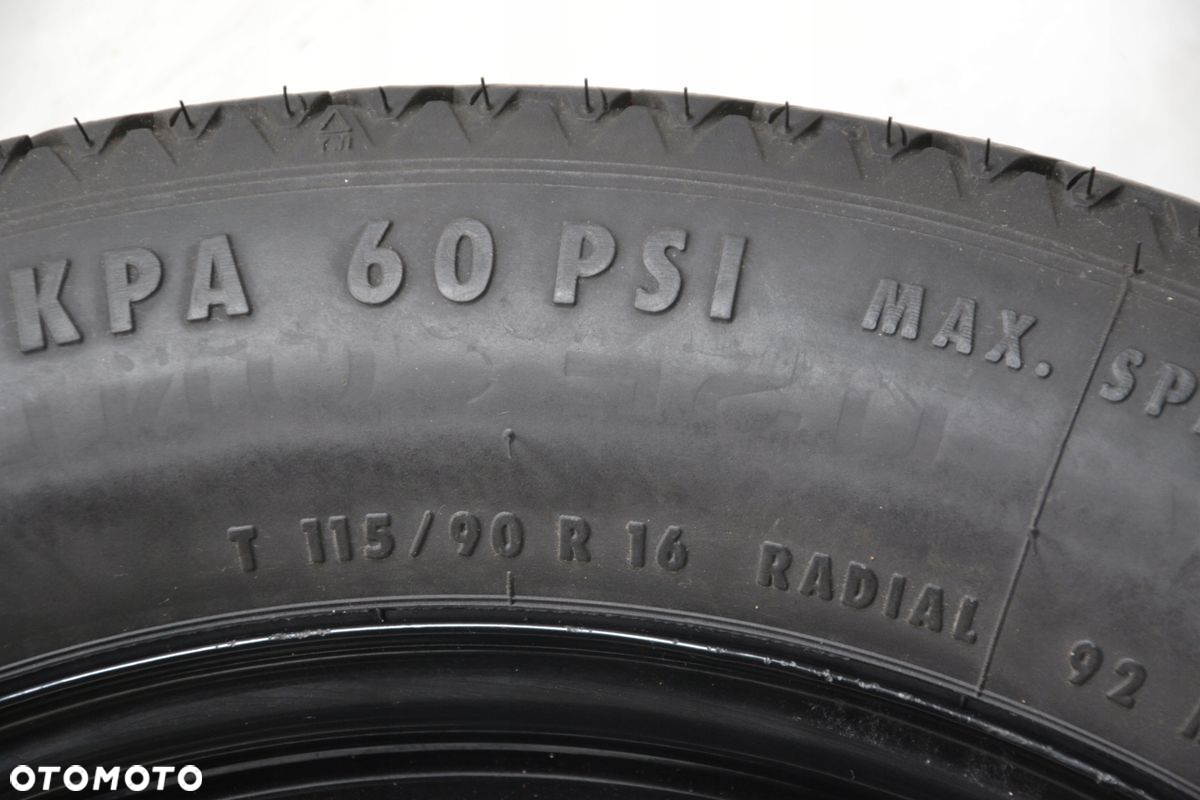 KPA 60 PSI MAX. SP
T 115/90 R 16 RADIAL 92
OTOMOTO